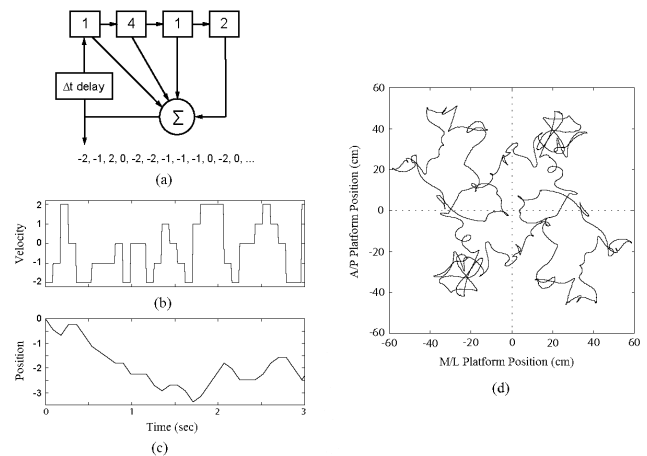 1 4 1 2
Δt delay
Σ
-2, -1, 2, 0, -2, -2, -1, -1, -1, 0, -2, 0, ...
(a)
2
1
0
-1
-2
Velocity
(b)
0
-1
-2
-3
Position
0 1 2 3
Time (sec)
(c)
60
40
20
0
-20
-40
-60
A/P Platform Position (cm)
-60 -40 -20 0 20 40 60
M/L Platform Position (cm)
(d)